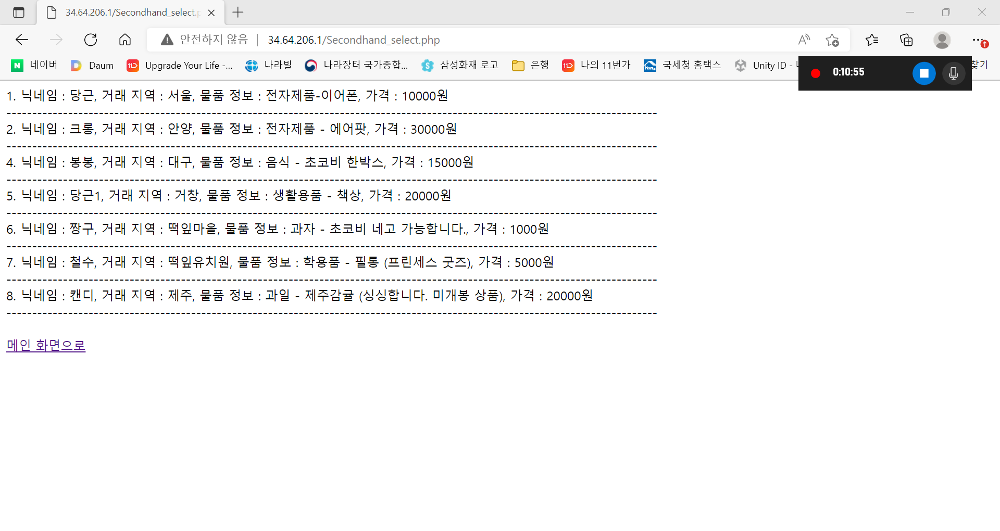 34.64.206.1/Secondhand_select.p
안전하지 않음 | 34.64.206.1/Secondhand_select.php
네이버 Daum Upgrade Your Life -... 나라빌 나라장터 국가종합... 삼성화재 로고 은행 나의 11번가 국세청 홈택스 Unity ID - 찾기
0:10:55
1. 닉네임 : 당근, 거래 지역 : 서울, 물품 정보 : 전자제품-이어폰, 가격 : 10000원
2. 닉네임 : 크롱, 거래 지역 : 안양, 물품 정보 : 전자제품 - 에어팟, 가격 : 30000원
4. 닉네임 : 봉봉, 거래 지역 : 대구, 물품 정보 : 음식 - 초코비 한박스, 가격 : 15000원
5. 닉네임 : 당근1, 거래 지역 : 거창, 물품 정보 : 생활용품 - 책상, 가격 : 20000원
6. 닉네임 : 짱구, 거래 지역 : 떡잎마을, 물품 정보 : 과자 - 초코비 네고 가능합니다., 가격 : 1000원
7. 닉네임 : 철수, 거래 지역 : 떡잎유치원, 물품 정보 : 학용품 - 필통 (프린세스 굿즈), 가격 : 5000원
8. 닉네임 : 캔디, 거래 지역 : 제주, 물품 정보 : 과일 - 제주감귤 (싱싱합니다. 미개봉 상품), 가격 : 20000원
메인 화면으로